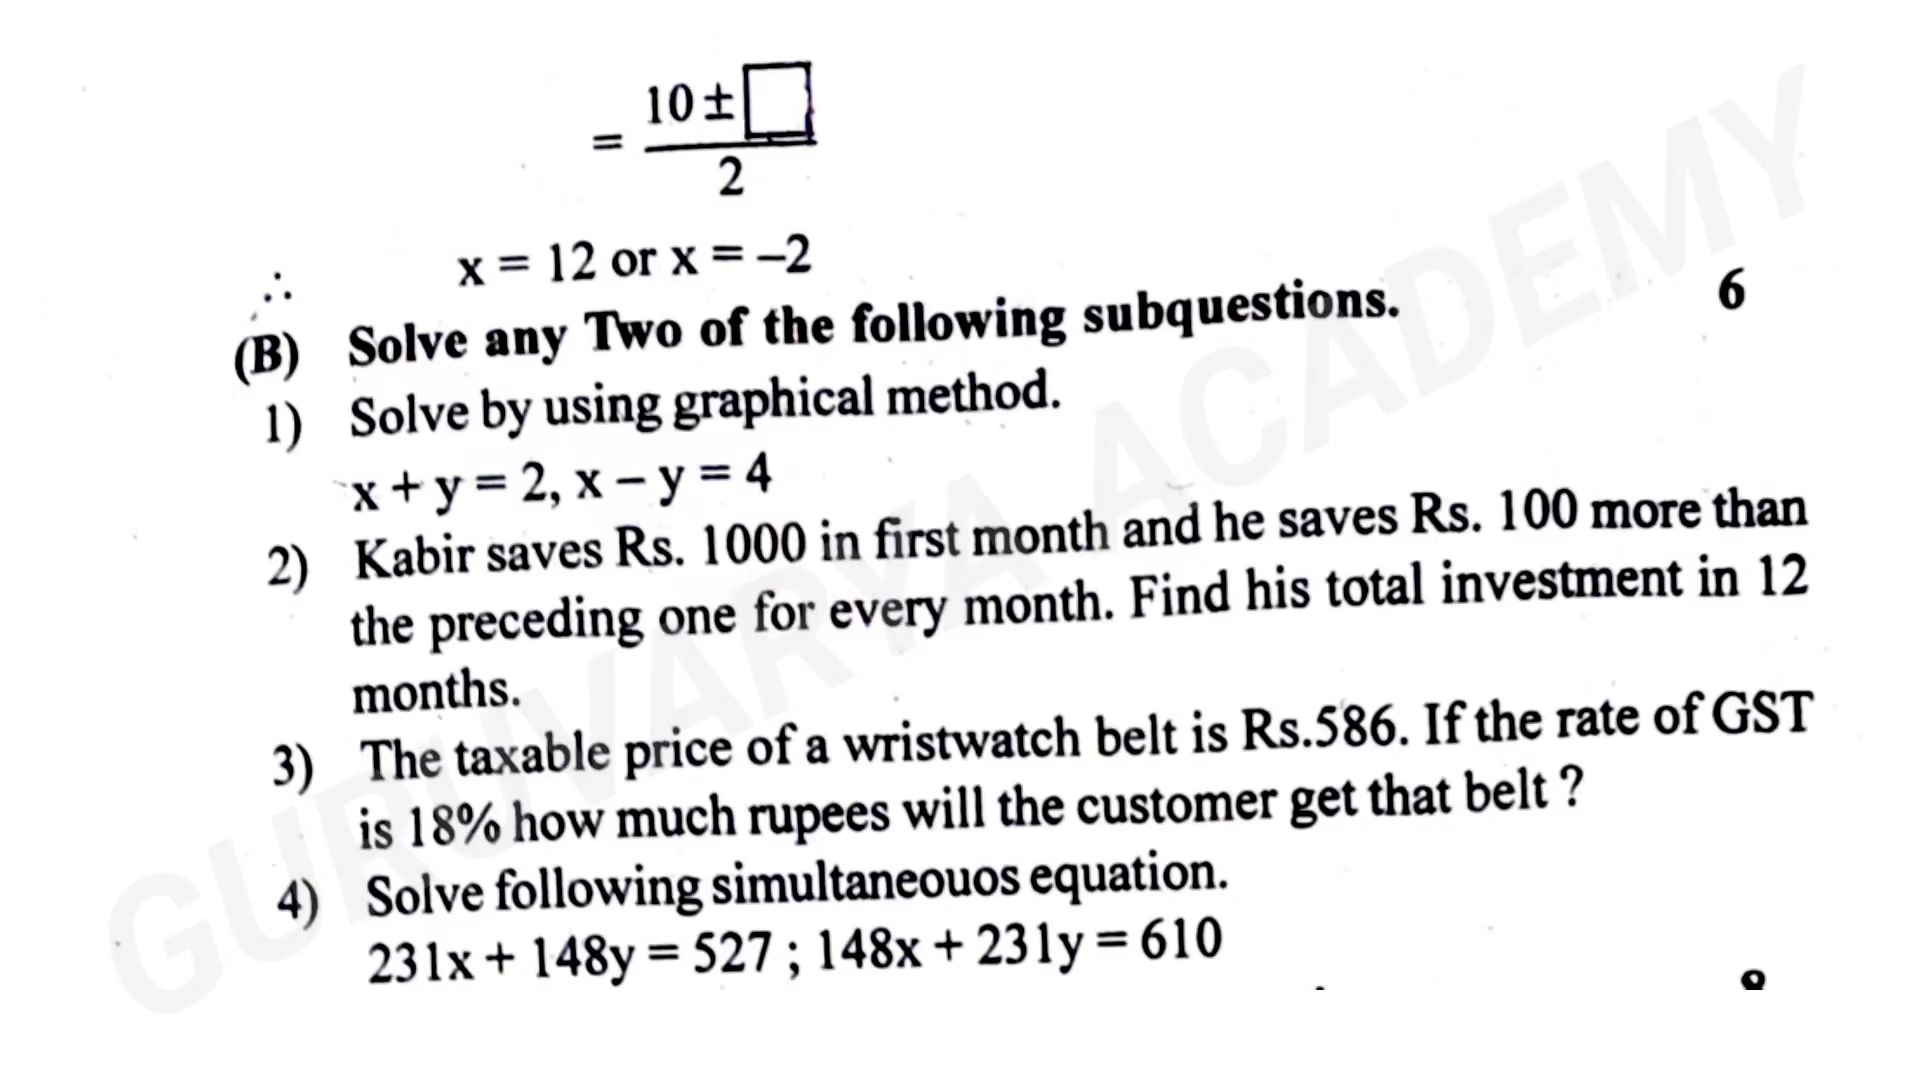 = 10 ± □ / 2
∴ x = 12 or x = –2
(B) Solve any Two of the following subquestions. 6
1) Solve by using graphical method.
x + y = 2, x – y = 4
2) Kabir saves Rs. 1000 in first month and he saves Rs. 100 more than
the preceding one for every month. Find his total investment in 12
months.
3) The taxable price of a wristwatch belt is Rs.586. If the rate of GST
is 18% how much rupees will the customer get that belt ?
4) Solve following simultaneouos equation.
231x + 148y = 527 ; 148x + 231y = 610
GURUVARYA ACADEMY